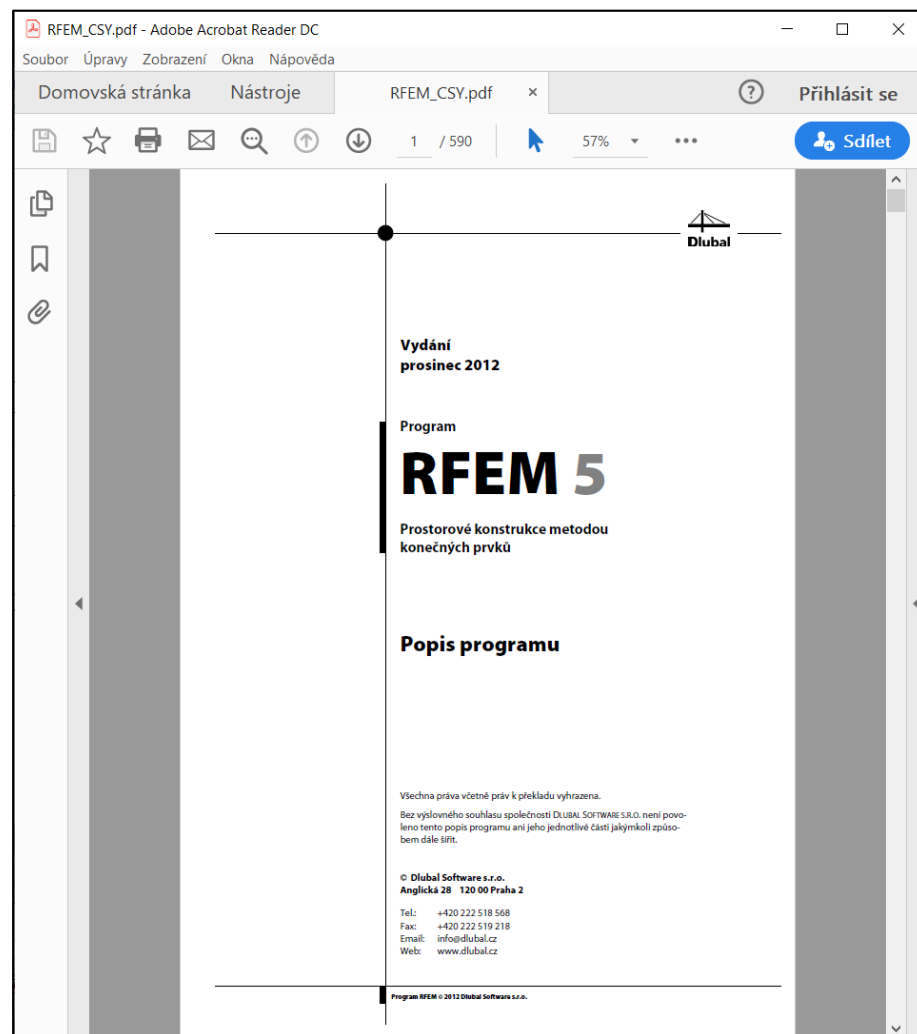 RFEM_CSY.pdf - Adobe Acrobat Reader DC
Soubor Úpravy Zobrazení Okna Nápověda
Domovská stránka Nástroje RFEM_CSY.pdf × ? Přihlásit se
1 / 590 57% Sdílet
Dlubal
Vydání
prosinec 2012
Program
RFEM 5
Prostorové konstrukce metodou
konečných prvků
Popis programu
Všechna práva včetně práv k překladu vyhrazena.
Bez výslovného souhlasu společnosti DLUBAL SOFTWARE S.R.O. není povo-
leno tento popis programu ani jeho jednotlivé části jakýmkoli způso-
bem dále šířit.
© Dlubal Software s.r.o.
Anglická 28 120 00 Praha 2
Tel.: +420 222 518 568
Fax: +420 222 519 218
Email: info@dlubal.cz
Web: www.dlubal.cz
Program RFEM © 2012 Dlubal Software s.r.o.